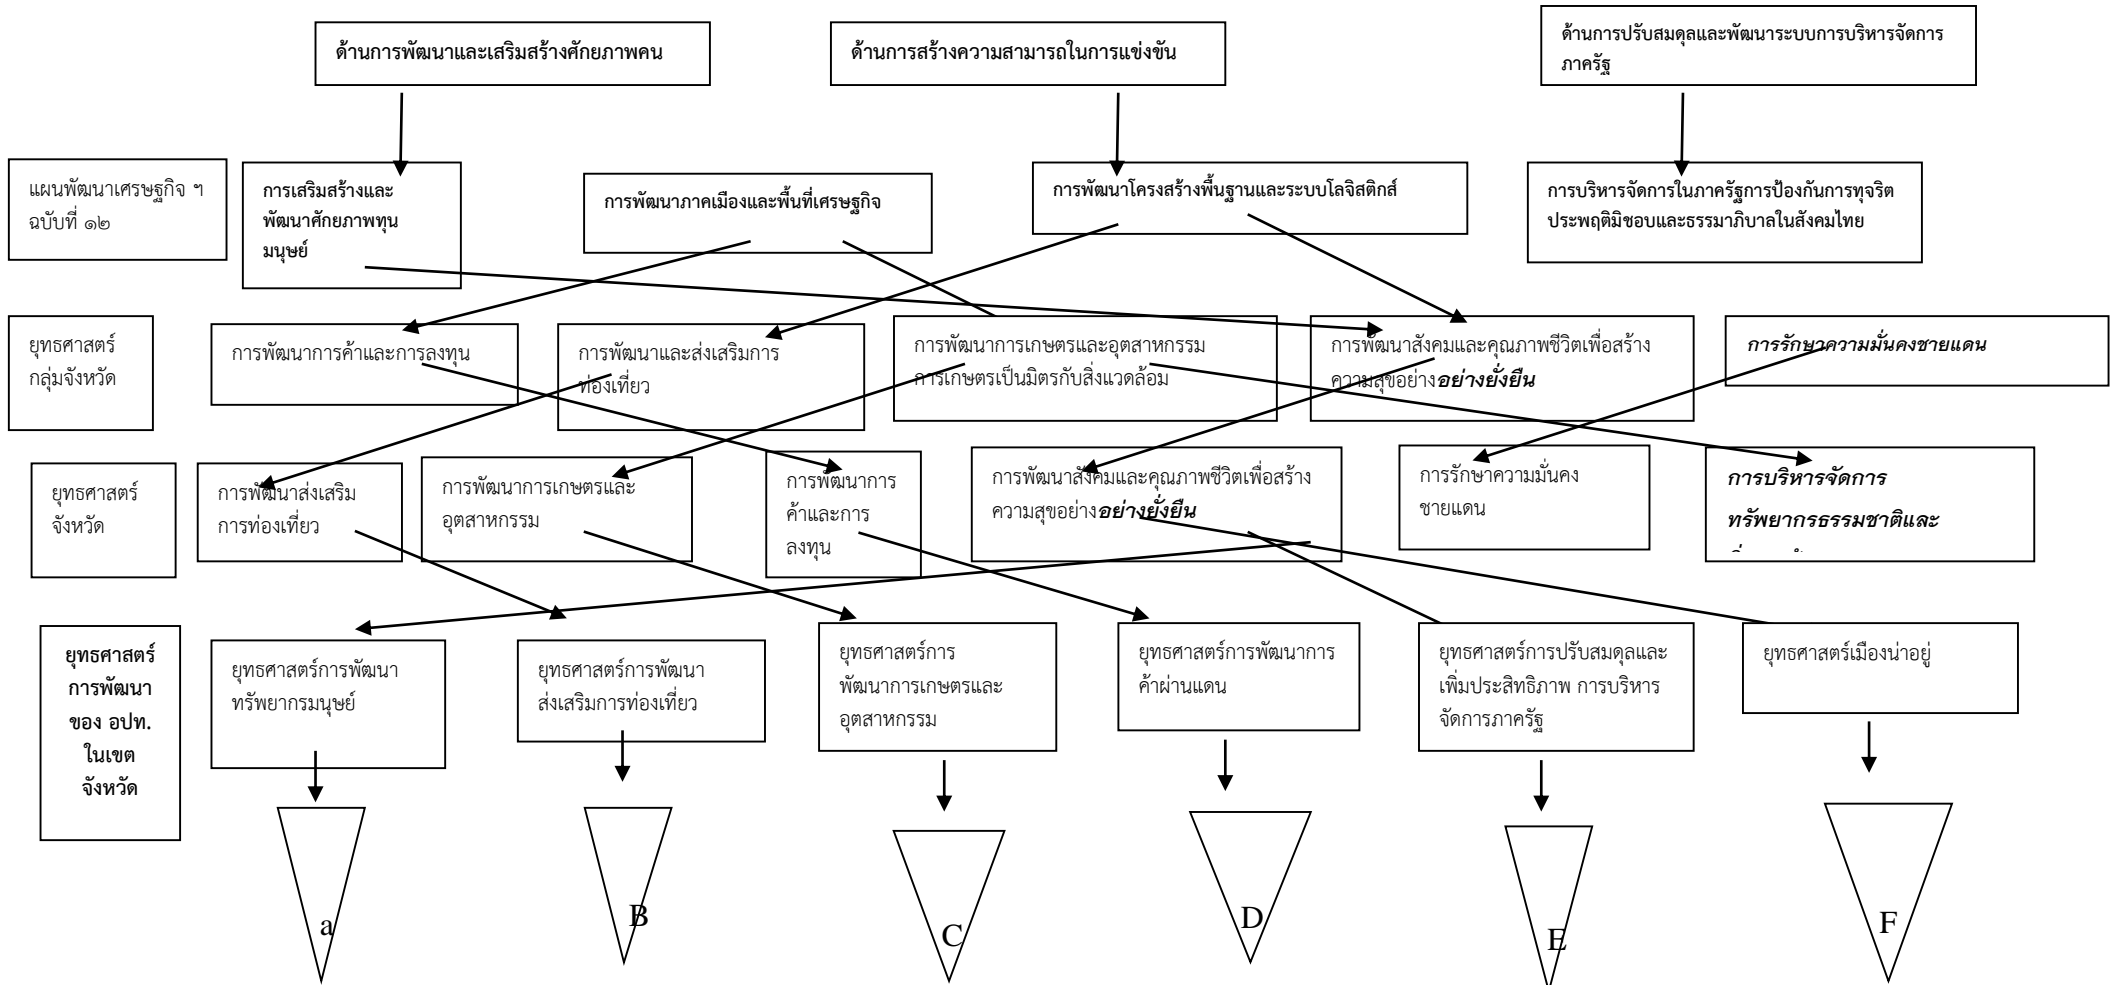 ด้านการพัฒนาและเสริมสร้างศักยภาพคน
ด้านการสร้างความสามารถในการแข่งขัน
ด้านการปรับสมดุลและพัฒนาระบบการบริหารจัดการ
ภาครัฐ
แผนพัฒนาเศรษฐกิจ ฯ
ฉบับที่ ๑๒
การเสริมสร้างและ
พัฒนาศักยภาพทุน
มนุษย์
การพัฒนาภาคเมืองและพื้นที่เศรษฐกิจ
การพัฒนาโครงสร้างพื้นฐานและระบบโลจิสติกส์
การบริหารจัดการในภาครัฐการป้องกันการทุจริต
ประพฤติมิชอบและธรรมาภิบาลในสังคมไทย
ยุทธศาสตร์
กลุ่มจังหวัด
การพัฒนาการค้าและการลงทุน
การพัฒนาและส่งเสริมการ
ท่องเที่ยว
การพัฒนาการเกษตรและอุตสาหกรรม
การเกษตรเป็นมิตรกับสิ่งแวดล้อม
การพัฒนาสังคมและคุณภาพชีวิตเพื่อสร้าง
ความสุขอย่างอย่างยั่งยืน
การรักษาความมั่นคงชายแดน
ยุทธศาสตร์
จังหวัด
การพัฒนาส่งเสริม
การท่องเที่ยว
การพัฒนาการเกษตรและ
อุตสาหกรรม
การพัฒนาการ
ค้าและการ
ลงทุน
การพัฒนาสังคมและคุณภาพชีวิตเพื่อสร้าง
ความสุขอย่างอย่างยั่งยืน
การรักษาความมั่นคง
ชายแดน
การบริหารจัดการ
ทรัพยากรธรรมชาติและ
ยุทธศาสตร์
การพัฒนา
ของ อปท.
ในเขต
จังหวัด
ยุทธศาสตร์การพัฒนา
ทรัพยากรมนุษย์
ยุทธศาสตร์การพัฒนา
ส่งเสริมการท่องเที่ยว
ยุทธศาสตร์การ
พัฒนาการเกษตรและ
อุตสาหกรรม
ยุทธศาสตร์การพัฒนาการ
ค้าผ่านแดน
ยุทธศาสตร์การปรับสมดุลและ
เพิ่มประสิทธิภาพ การบริหาร
จัดการภาครัฐ
ยุทธศาสตร์เมืองน่าอยู่
a
B
C
D
E
F